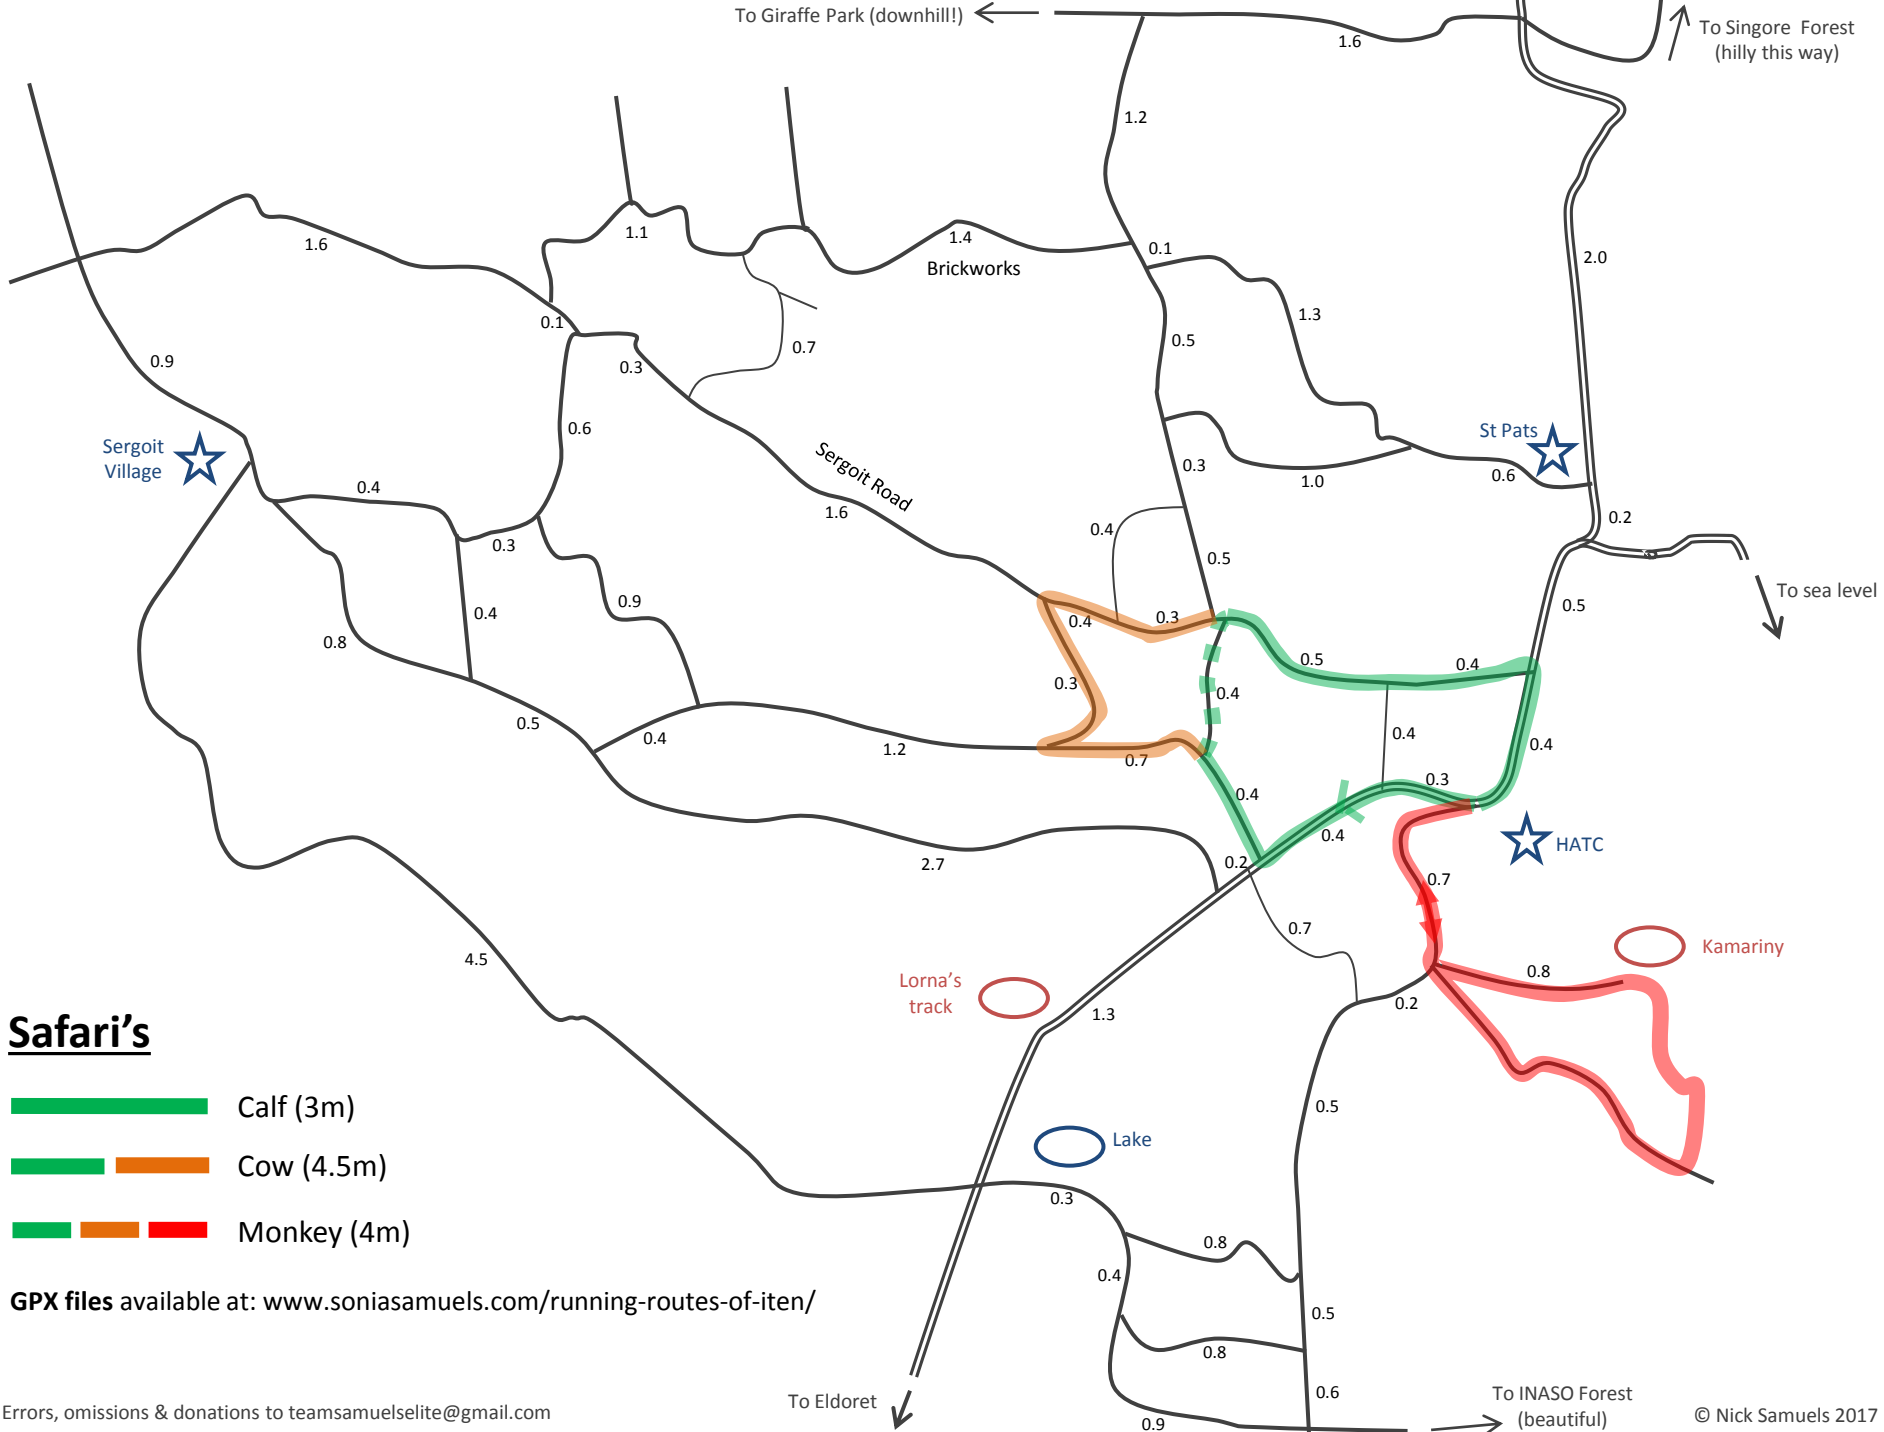 To Giraffe Park (downhill!)
1.6
To Singore  Forest
(hilly this way)
1.2
1.6
1.1
1.4
Brickworks
0.1
2.0
0.1
1.3
0.5
0.7
0.9
0.3
0.6
Sergoit
Village
St Pats
0.3
1.0
0.6
0.4
Sergoit Road
1.6
0.2
0.4
0.3
0.5
To sea level
0.9
0.4
0.8
0.4
0.3
0.5
0.5
0.4
0.3
0.4
0.5
0.4
1.2
0.7
0.4
0.4
0.3
0.4
0.4
2.7
0.2
HATC
0.7
0.7
4.5
Lorna’s
track
1.3
0.2
0.8
Kamariny
Safari’s
Calf (3m)
Cow (4.5m)
Monkey (4m)
0.5
Lake
0.3
0.8
0.4
0.5
0.8
0.6
0.9
GPX files available at: www.soniasamuels.com/running-routes-of-iten/
To Eldoret
To INASO Forest
(beautiful)
Errors, omissions & donations to teamsamuelselite@gmail.com
© Nick Samuels 2017